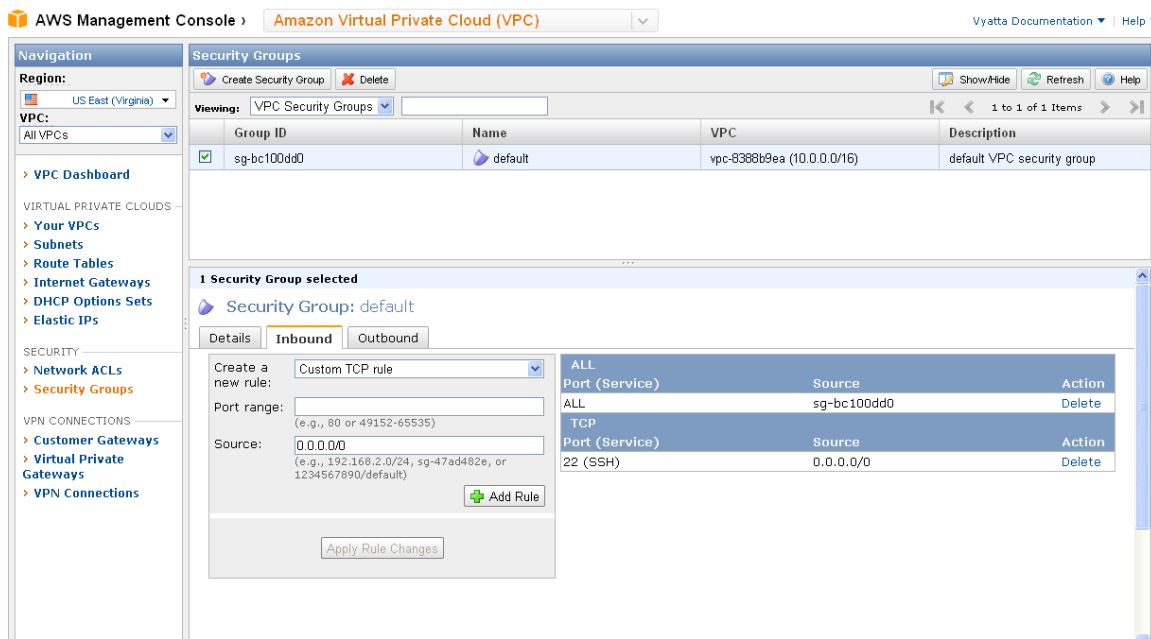 AWS Management Console › Amazon Virtual Private Cloud (VPC) Vyatta Documentation Help
Navigation
Region:
US East (Virginia)
VPC:
All VPCs
VPC Dashboard
VIRTUAL PRIVATE CLOUDS
Your VPCs
Subnets
Route Tables
Internet Gateways
DHCP Options Sets
Elastic IPs
SECURITY
Network ACLs
Security Groups
VPN CONNECTIONS
Customer Gateways
Virtual Private
Gateways
VPN Connections
Security Groups
Create Security Group Delete Show/Hide Refresh Help
Viewing: VPC Security Groups 1 to 1 of 1 Items
Group ID Name VPC Description
sg-bc100dd0 default vpc-8388b9ea (10.0.0.0/16) default VPC security group
1 Security Group selected
Security Group: default
Details Inbound Outbound
Create a
new rule:
Custom TCP rule
Port range:
(e.g., 80 or 49152-65535)
Source: 0.0.0.0/0
(e.g., 192.168.2.0/24, sg-47ad482e, or
1234567890/default)
Add Rule
Apply Rule Changes
ALL
Port (Service) Source Action
ALL sg-bc100dd0 Delete
TCP
Port (Service) Source Action
22 (SSH) 0.0.0.0/0 Delete